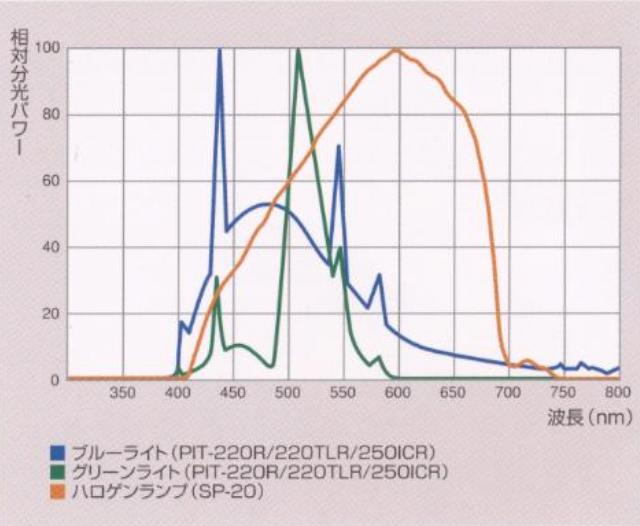 相対分光パワー
100
80
60
40
20
0
350 400 450 500 550 600 650 700 750 800
波長（nm）
ブルーライト（PIT-220R/220TLR/250ICR）
グリーンライト（PIT-220R/220TLR/250ICR）
ハロゲンランプ（SP-20）